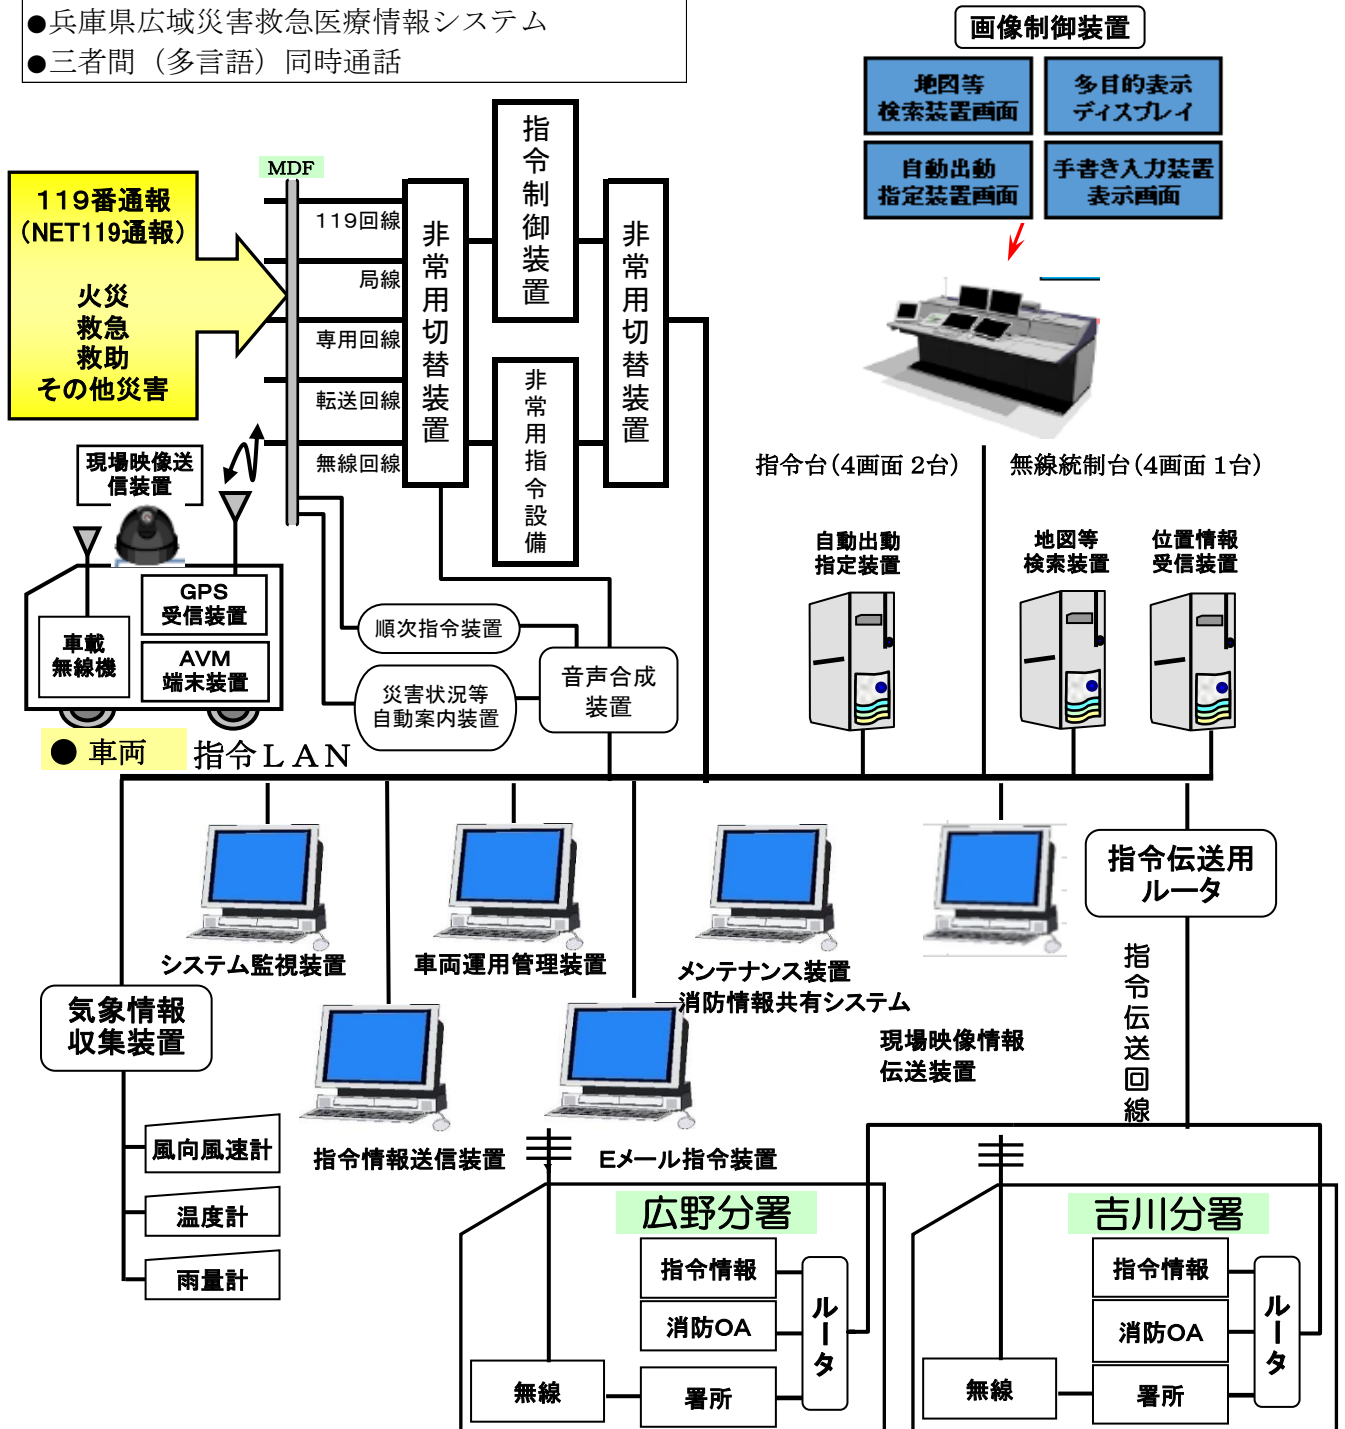 ●兵庫県広域災害救急医療情報システム
●三者間（多言語）同時通話
画像制御装置
地図等
検索装置画面
多目的表示
ディスプレイ
自動出動
指定装置画面
手書き入力装置
表示画面
119番通報
（NET119通報）
火災
救急
救助
その他災害
MDF
119回線
局線
専用回線
転送回線
無線回線
非常用切替装置
指令制御装置
非常用指令設備
非常用切替装置
指令台（4画面 2台）
無線統制台（4画面 1台）
現場映像送
信装置
GPS
受信装置
車載
無線機
AVM
端末装置
● 車両
順次指令装置
災害状況等
自動案内装置
音声合成
装置
自動出動
指定装置
地図等
検索装置
位置情報
受信装置
指令LAN
システム監視装置
車両運用管理装置
メンテナンス装置
消防情報共有システム
現場映像情報
伝送装置
指令伝送用
ルータ
指令伝送回線
気象情報
収集装置
風向風速計
温度計
雨量計
指令情報送信装置
Eメール指令装置
広野分署
指令情報
消防OA
署所
無線
ルータ
吉川分署
指令情報
消防OA
署所
無線
ルータ